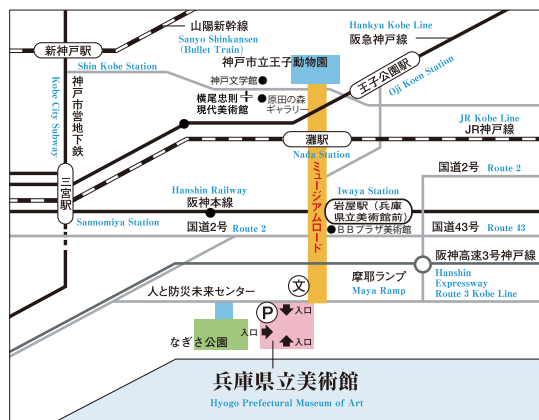 山陽新幹線
Sanyo Shinkansen
(Bullet Train)
Hankyu Kobe Line
阪急神戸線
新神戸駅
Shin Kobe Station
神戸市立王子動物園
神戸文学館
王子公園駅
Oji Koen Station
横尾忠則
現代美術館
原田の森
ギャラリー
神戸市営地下鉄
Kobe City Subway
JR Kobe Line
JR神戸線
灘駅
Nada Station
ミュージアムロード
国道2号 Route 2
三宮駅
Sannomiya Station
Hanshin Railway
阪神本線
Iwaya Station
岩屋駅（兵庫
県立美術館前）
国道2号 Route 2
BBプラザ美術館
国道43号 Route 43
阪神高速3号神戸線
Hanshin
Expressway
Route 3 Kobe Line
摩耶ランプ
Maya Ramp
人と防災未来センター
文
P
入口
入口
入口
なぎさ公園
兵庫県立美術館
Hyogo Prefectural Museum of Art